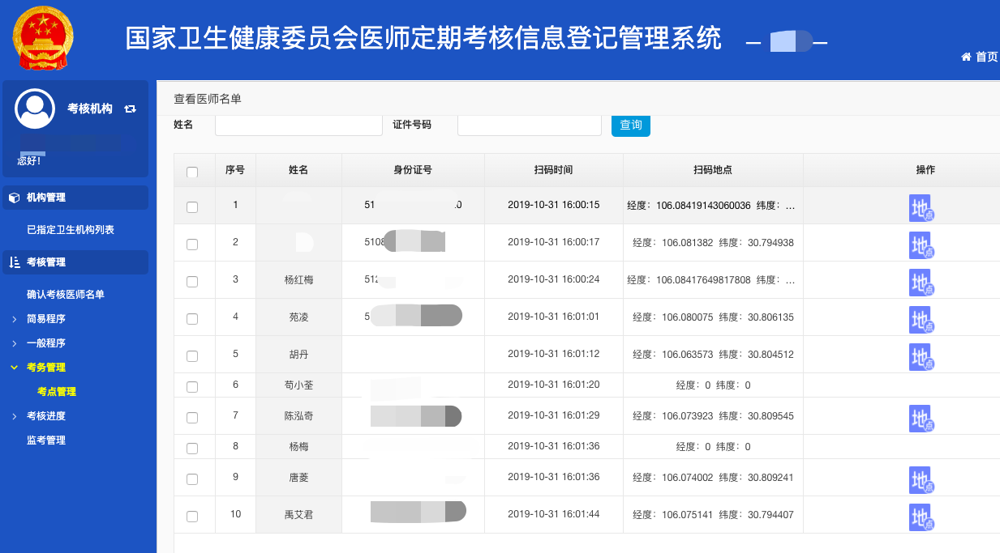 国家卫生健康委员会医师定期考核信息登记管理系统 —
首页
考核机构
您好!
机构管理
已指定卫生机构列表
考核管理
确认考核医师名单
简易程序
一般程序
考务管理
考点管理
考核进度
监考管理
查看医师名单
姓名 证件号码 查询
序号 姓名 身份证号 扫码时间 扫码地点 操作
1 51 0 2019-10-31 16:00:15 经度：106.08419143060036 纬度：... 地点
2 5108 2019-10-31 16:00:17 经度：106.081382 纬度：30.794938 地点
3 杨红梅 512 2019-10-31 16:00:24 经度：106.08417649817808 纬度：... 地点
4 苑凌 5 2019-10-31 16:01:01 经度：106.080075 纬度：30.806135 地点
5 胡丹 2019-10-31 16:01:12 经度：106.063573 纬度：30.804512 地点
6 苟小荃 2019-10-31 16:01:20 经度：0 纬度：0
7 陈泓奇 2019-10-31 16:01:29 经度：106.073923 纬度：30.809545 地点
8 杨梅 2019-10-31 16:01:36 经度：0 纬度：0
9 唐菱 2019-10-31 16:01:36 经度：106.074002 纬度：30.809241 地点
10 禹艾君 2019-10-31 16:01:44 经度：106.075141 纬度：30.794407 地点